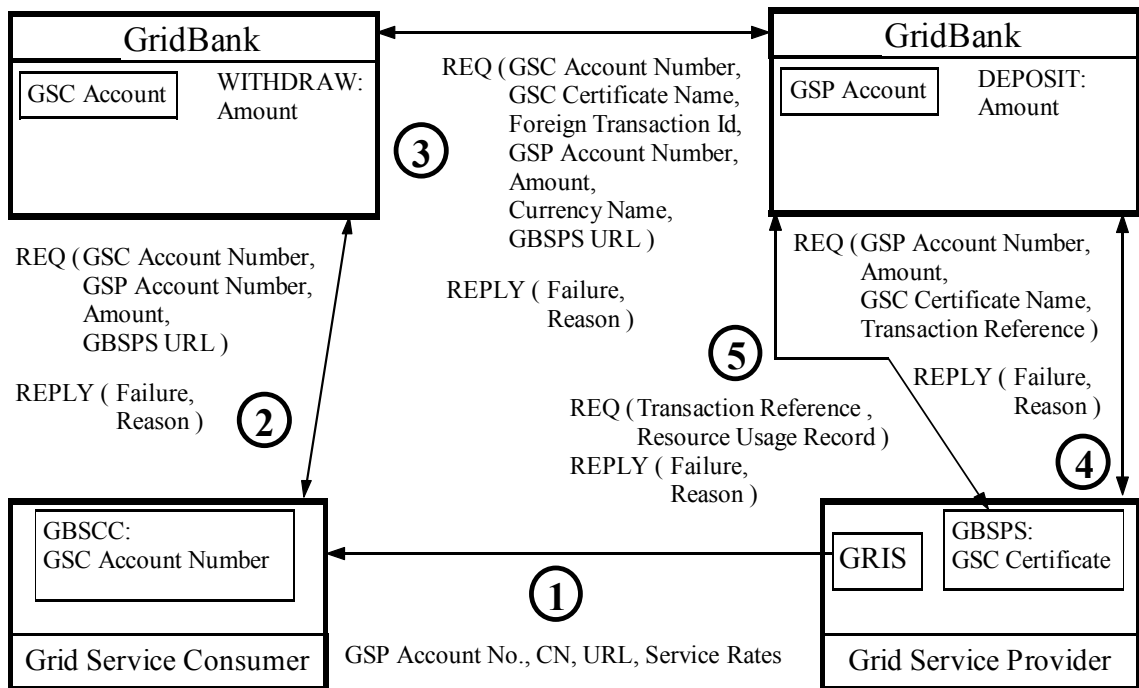 GridBank
GSC Account
WITHDRAW:
Amount
GridBank
GSP Account
DEPOSIT:
Amount
REQ ( GSC Account Number,
GSC Certificate Name,
Foreign Transaction Id,
GSP Account Number,
Amount,
Currency Name,
GBSPS URL )
REPLY ( Failure,
Reason )
3
REQ ( GSC Account Number,
GSP Account Number,
Amount,
GBSPS URL )
REPLY ( Failure,
Reason )
2
REQ ( GSP Account Number,
Amount,
GSC Certificate Name,
Transaction Reference )
REPLY ( Failure,
Reason )
4
5
REQ ( Transaction Reference ,
Resource Usage Record )
REPLY ( Failure,
Reason )
GBSCC:
GSC Account Number
Grid Service Consumer
1
GSP Account No., CN, URL, Service Rates
GRIS
GBSPS:
GSC Certificate
Grid Service Provider